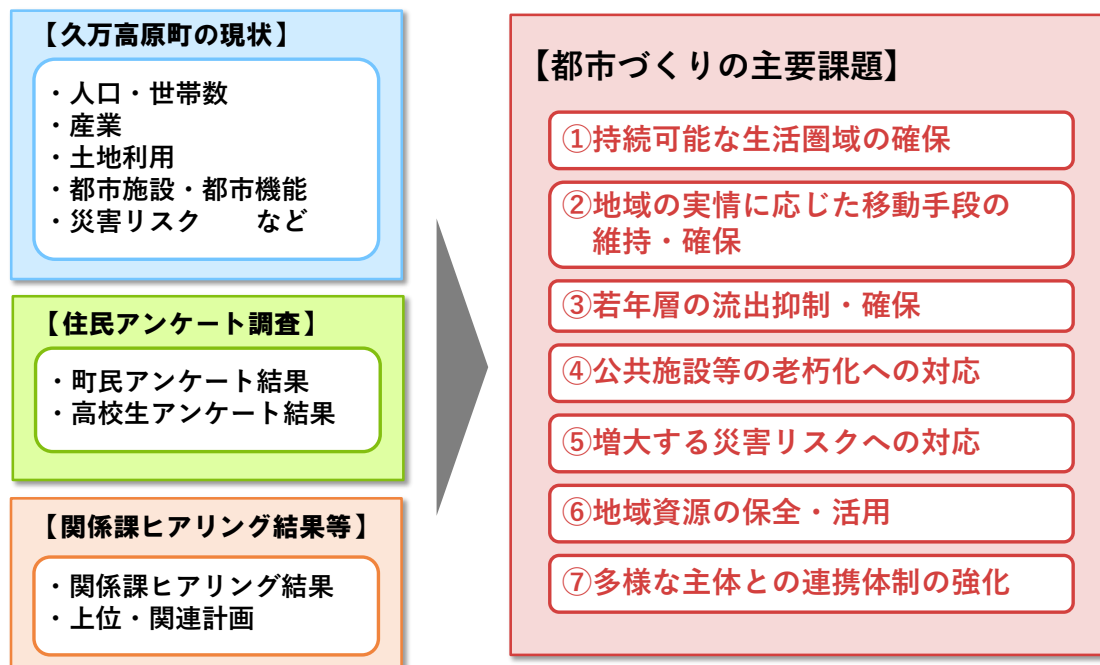 【久万高原町の現状】
・人口・世帯数
・産業
・土地利用
・都市施設・都市機能
・災害リスク　　など
【住民アンケート調査】
・町民アンケート結果
・高校生アンケート結果
【関係課ヒアリング結果等】
・関係課ヒアリング結果
・上位・関連計画
【都市づくりの主要課題】
①持続可能な生活圏域の確保
②地域の実情に応じた移動手段の
維持・確保
③若年層の流出抑制・確保
④公共施設等の老朽化への対応
⑤増大する災害リスクへの対応
⑥地域資源の保全・活用
⑦多様な主体との連携体制の強化